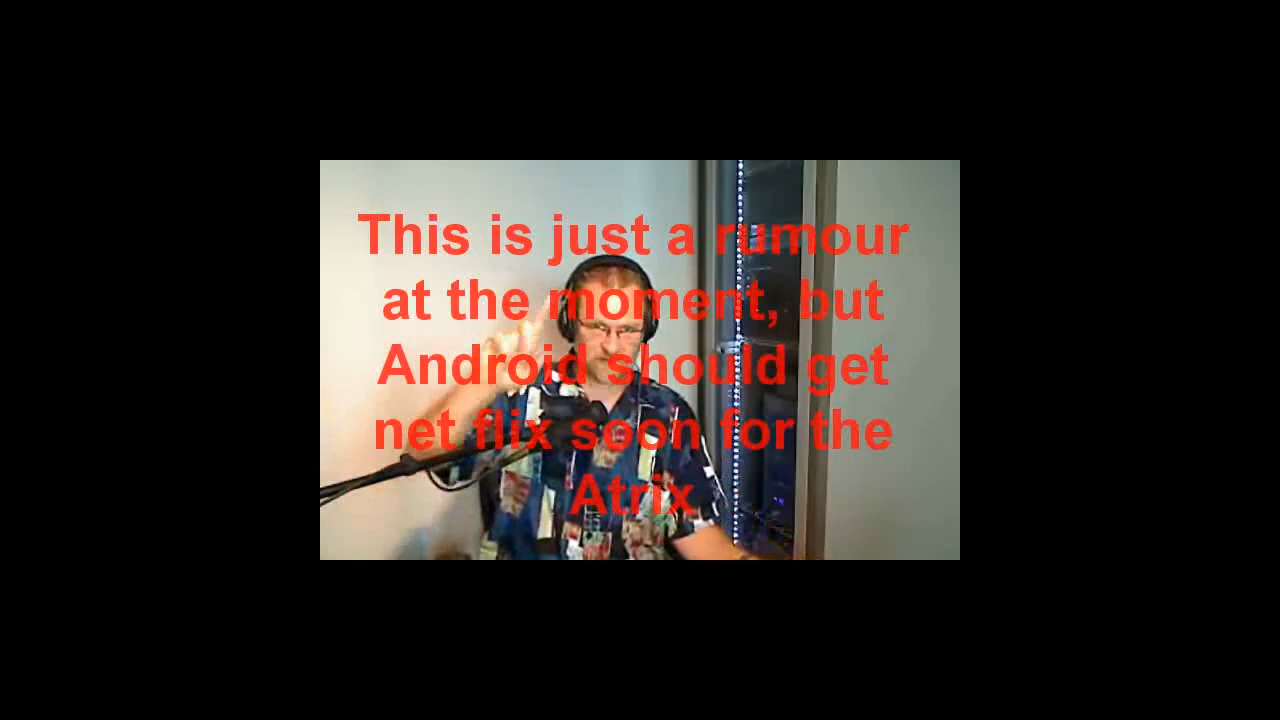 This is just a rumour
at the moment, but
Android should get
net flix soon for the
Atrix